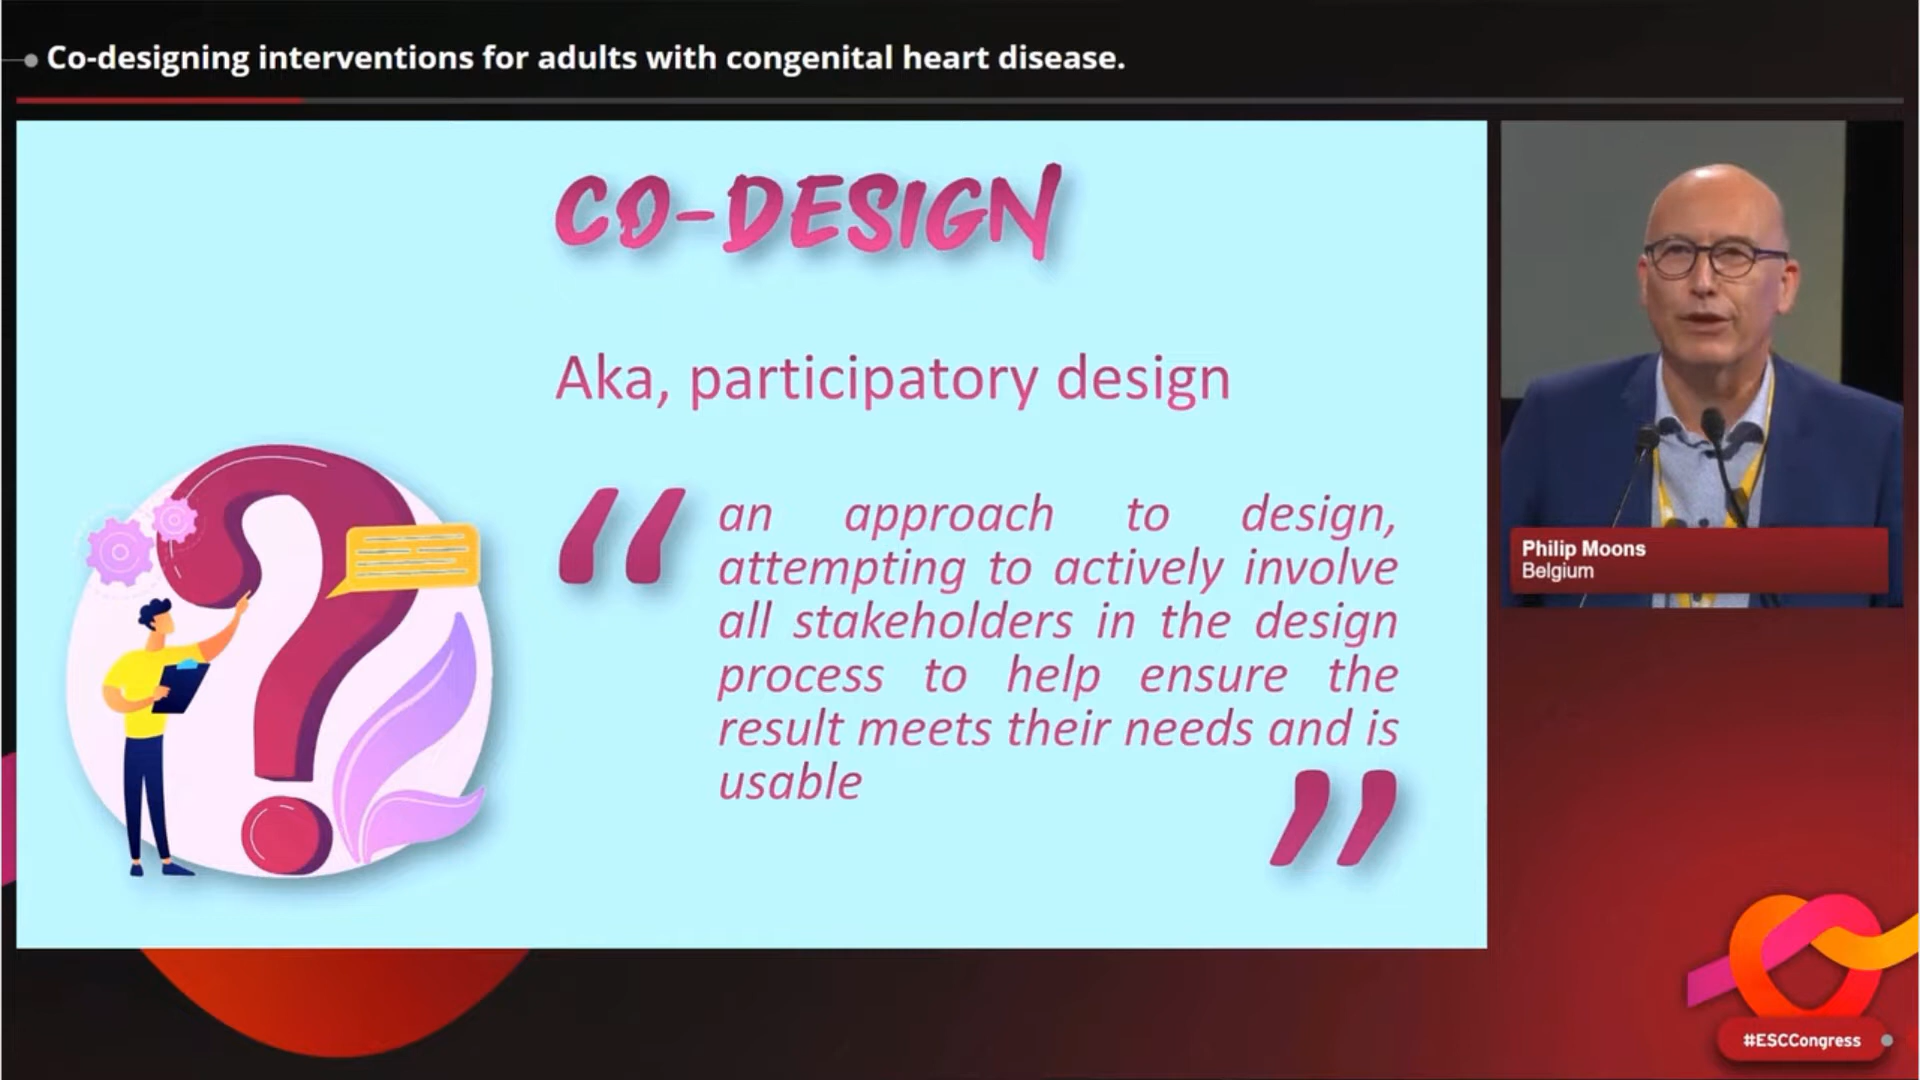 Co-designing interventions for adults with congenital heart disease.
CO-DESIGN
Aka, participatory design
“ an approach to design,
attempting to actively involve
all stakeholders in the design
process to help ensure the
result meets their needs and is
usable ”
Philip Moons
Belgium
#ESCCongress